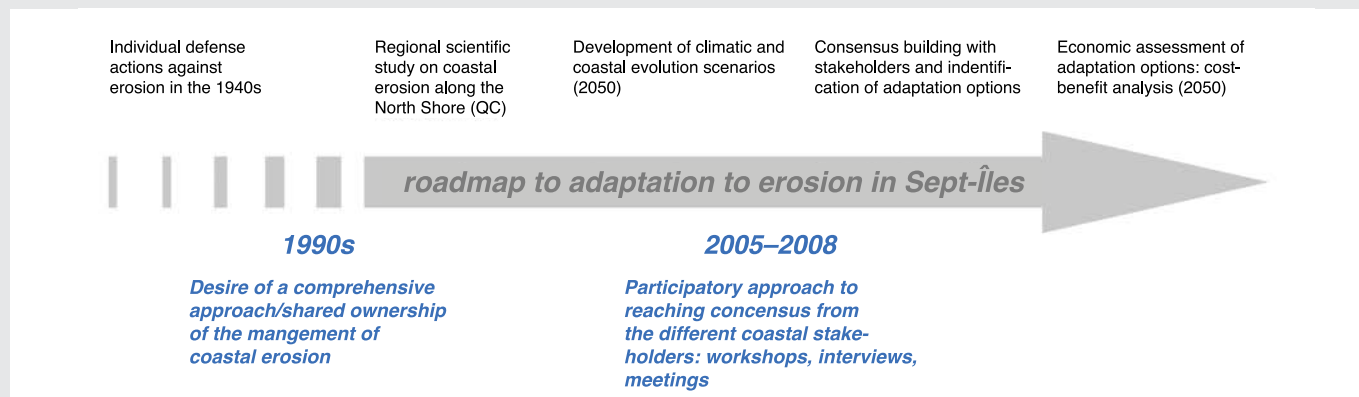 Individual defense
actions against
erosion in the 1940s
Regional scientific
study on coastal
erosion along the
North Shore (QC)
Development of climatic and
coastal evolution scenarios
(2050)
Consensus building with
stakeholders and indentifi-
cation of adaptation options
Economic assessment of
adaptation options: cost-
benefit analysis (2050)
roadmap to adaptation to erosion in Sept-Îles
1990s
Desire of a comprehensive
approach/shared ownership
of the mangement of
coastal erosion
2005–2008
Participatory approach to
reaching concensus from
the different coastal stake-
holders: workshops, interviews,
meetings